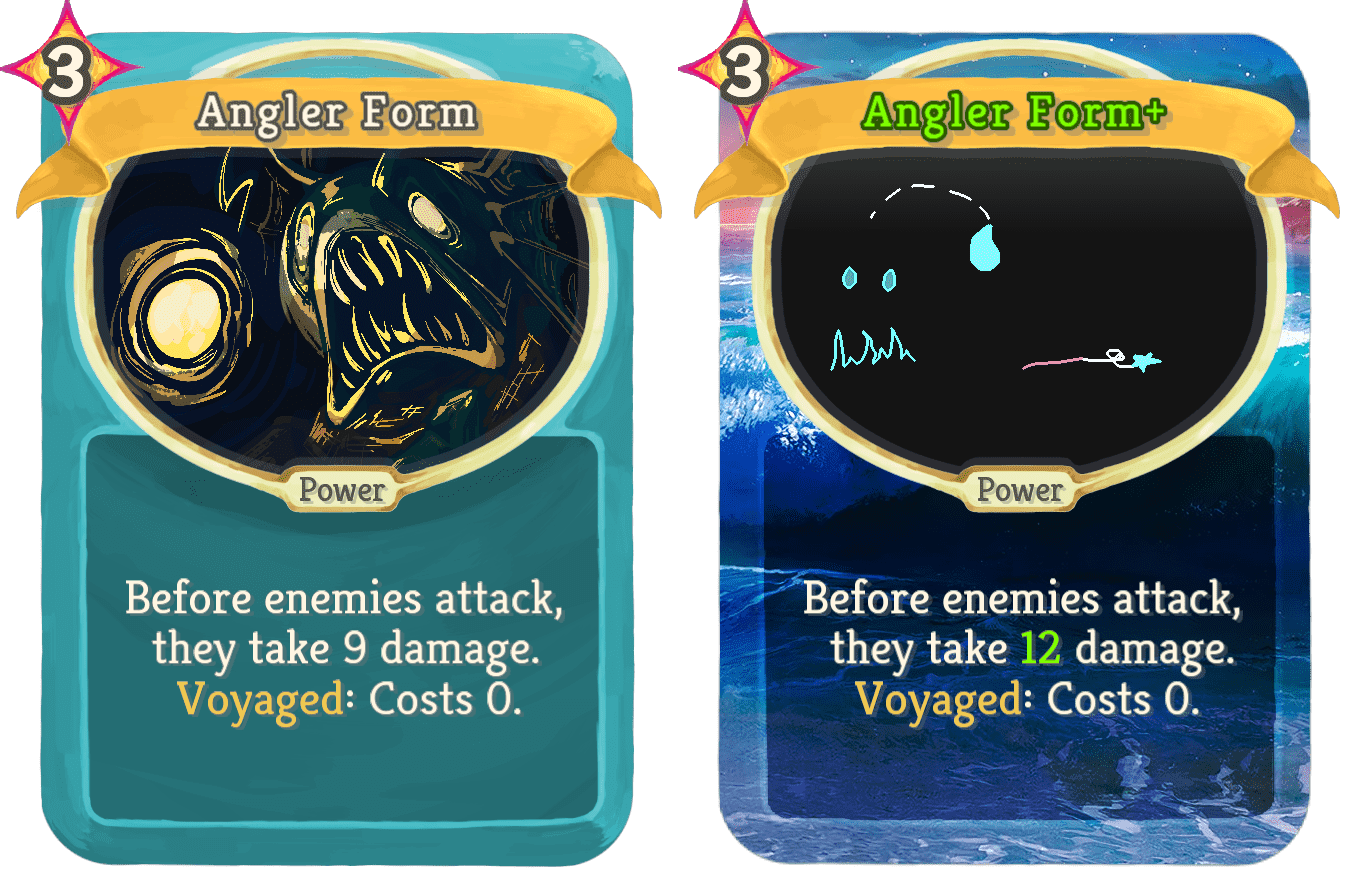 3
Angler Form
Power
Before enemies attack,
they take 9 damage.
Voyaged: Costs 0.
3
Angler Form+
Power
Before enemies attack,
they take 12 damage.
Voyaged: Costs 0.